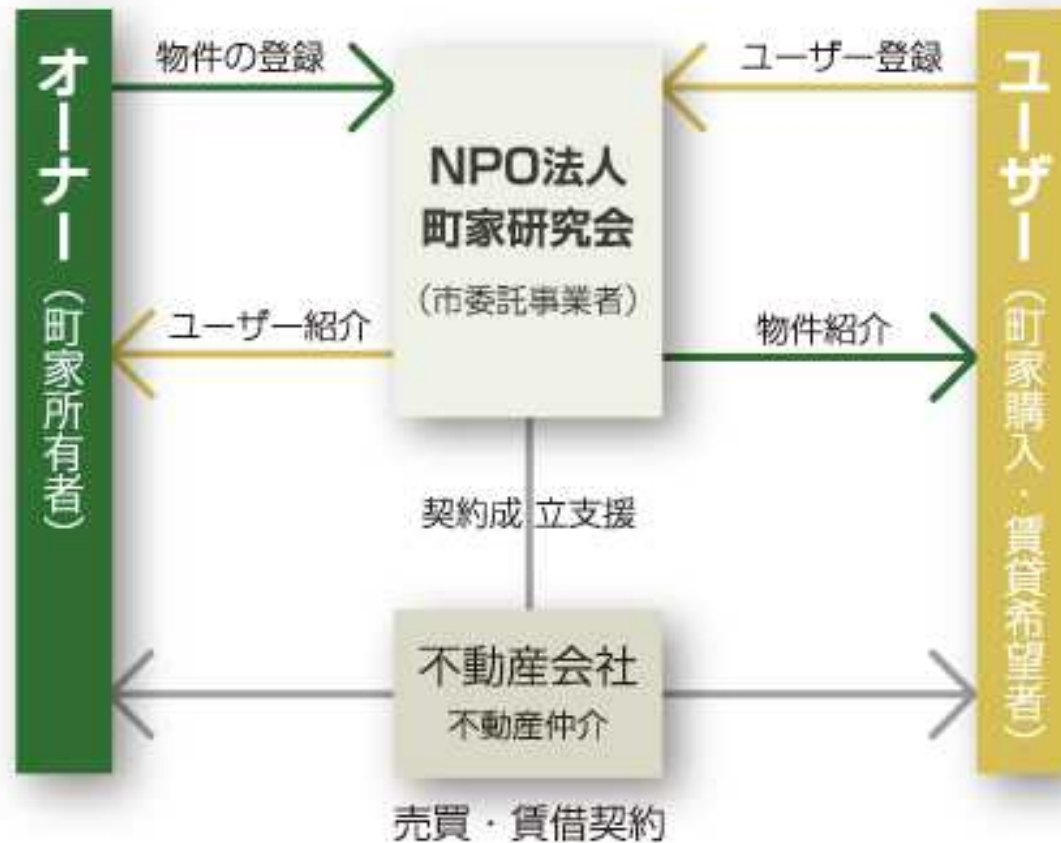 オーナー（町家所有者）
物件の登録
ユーザー登録
NPO法人
町家研究会
（市委託事業者）
ユーザー紹介
物件紹介
契約成立支援
不動産会社
不動産仲介
売買・賃借契約
ユーザー（町家購入・賃貸希望者）